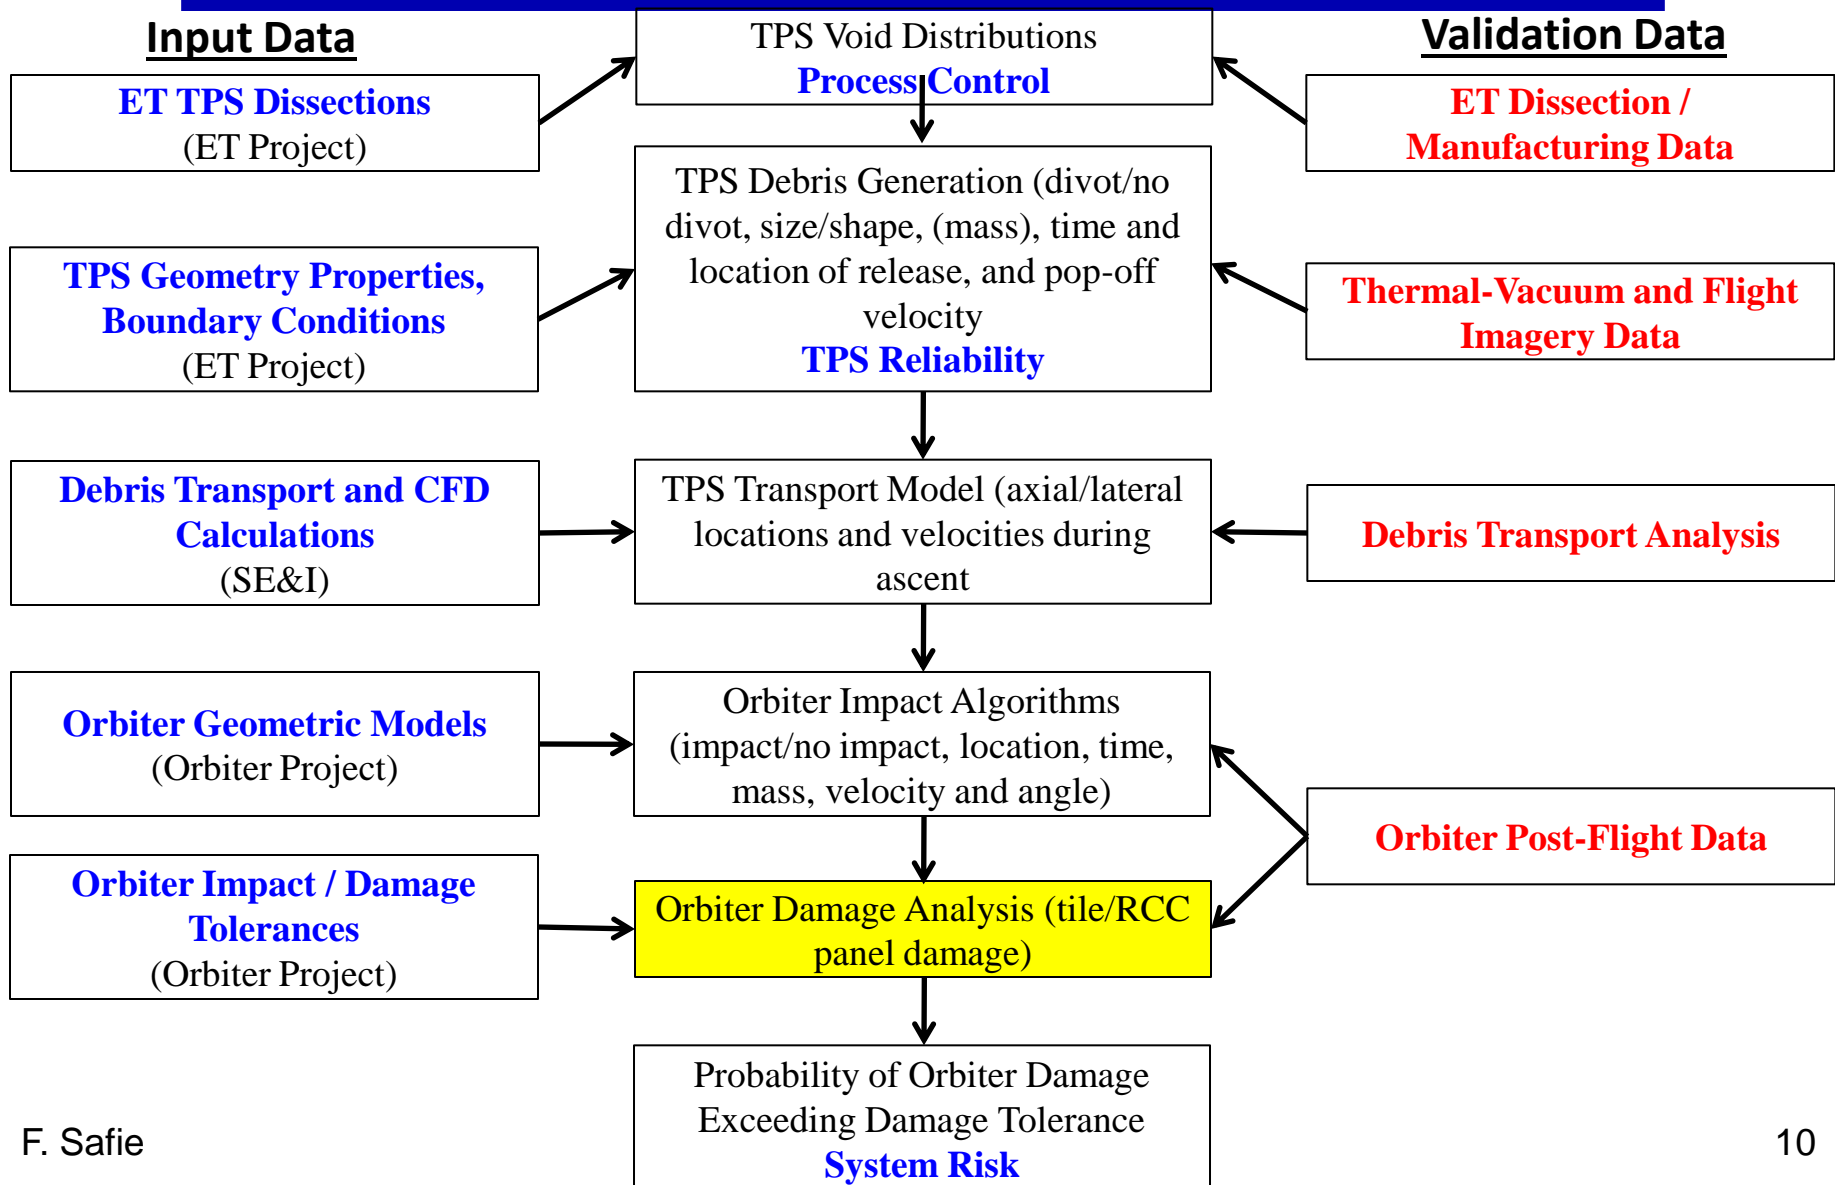 Input Data
ET TPS Dissections
(ET Project)
TPS Geometry Properties,
Boundary Conditions
(ET Project)
Debris Transport and CFD
Calculations
(SE&I)
Orbiter Geometric Models
(Orbiter Project)
Orbiter Impact / Damage
Tolerances
(Orbiter Project)
TPS Void Distributions
Process Control
TPS Debris Generation (divot/no
divot, size/shape, (mass), time and
location of release, and pop-off
velocity
TPS Reliability
TPS Transport Model (axial/lateral
locations and velocities during
ascent
Orbiter Impact Algorithms
(impact/no impact, location, time,
mass, velocity and angle)
Orbiter Damage Analysis (tile/RCC
panel damage)
Probability of Orbiter Damage
Exceeding Damage Tolerance
System Risk
Validation Data
ET Dissection /
Manufacturing Data
Thermal-Vacuum and Flight
Imagery Data
Debris Transport Analysis
Orbiter Post-Flight Data
F. Safie
10